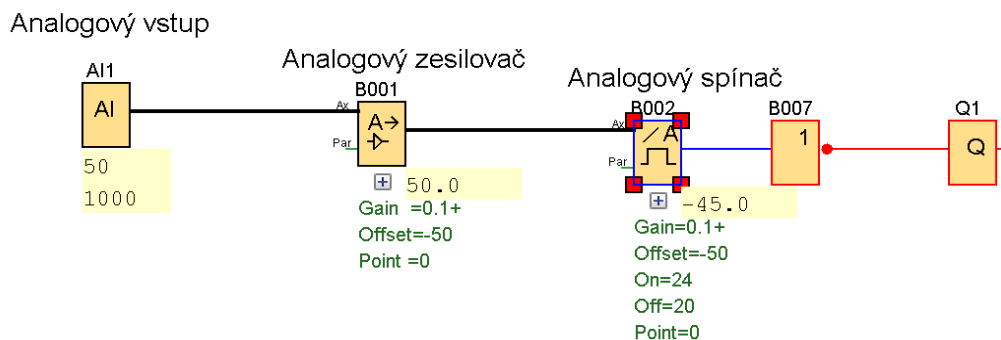 Analogový vstup
AI1
AI
50
1000
Analogový zesilovač
B001
Ax
A→
Par
50.0
Gain =0.1+
Offset=-50
Point =0
Analogový spínač
B002
Ax
A
Par
-45.0
Gain=0.1+
Offset=-50
On=24
Off=20
Point=0
B007
1
Q1
Q